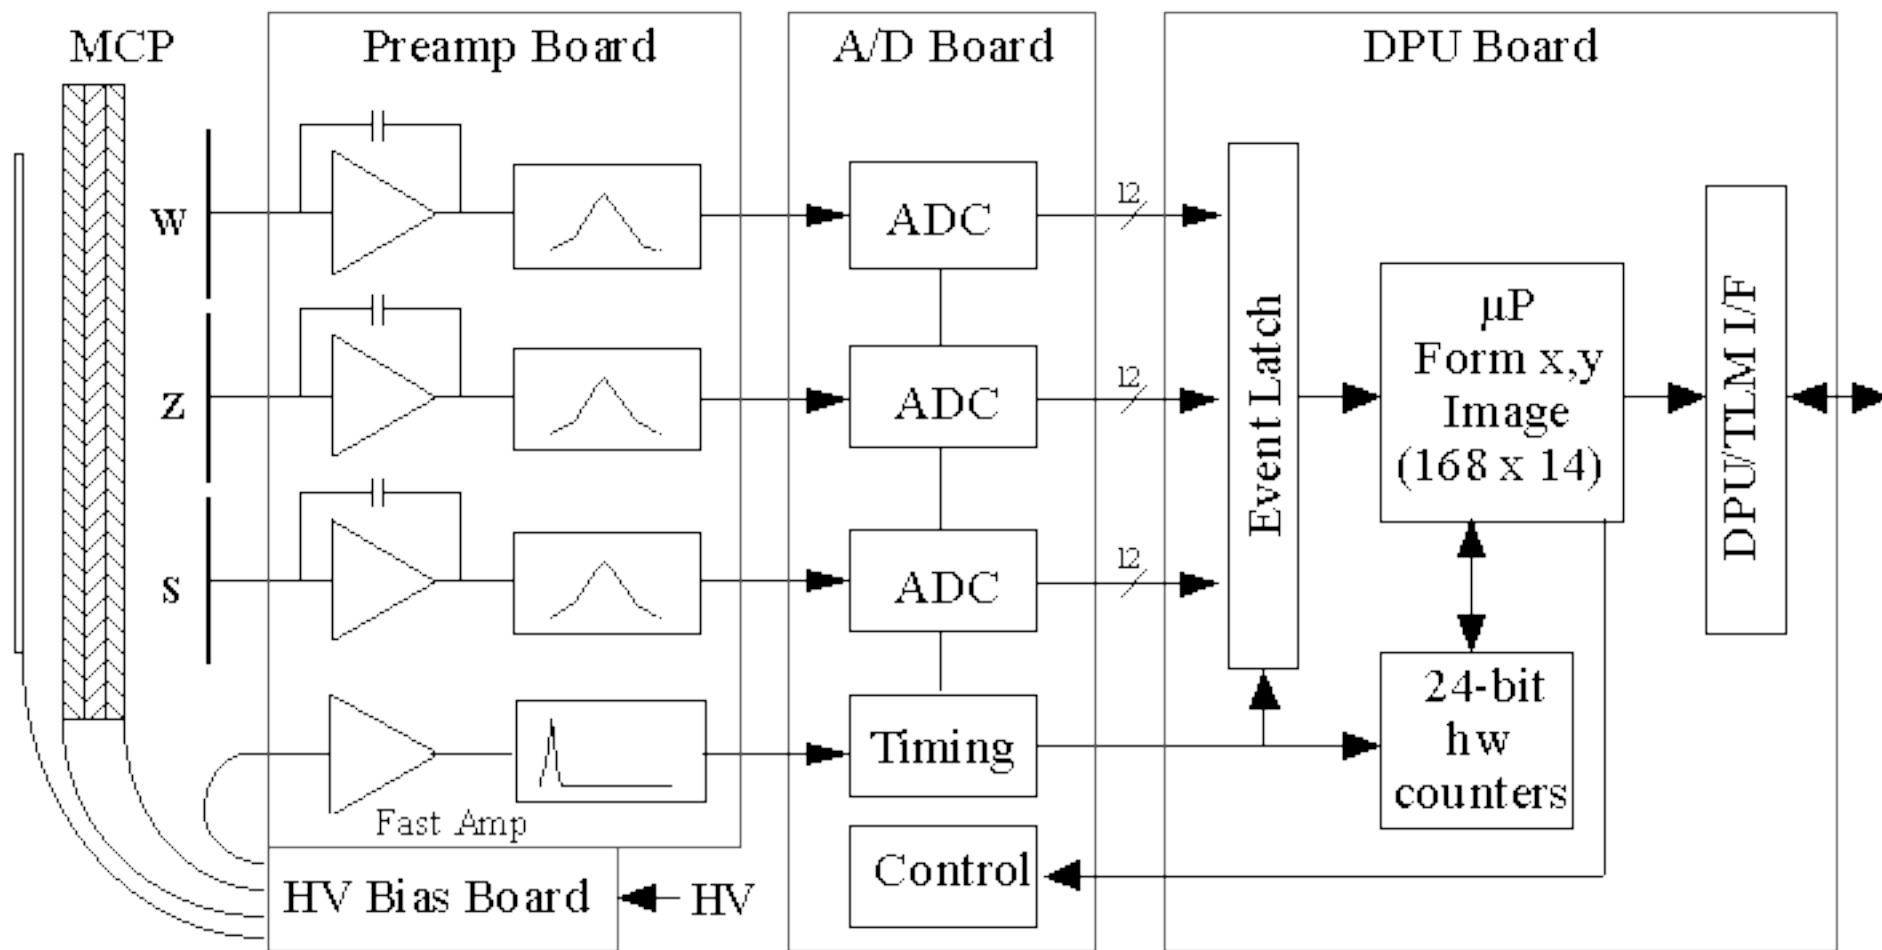 MCP
Preamp Board
A/D Board
DPU Board
W
Z
S
ADC
ADC
ADC
12
12
12
Event Latch
µP
Form x,y
Image
(168 x 14)
DPU/TLM I/F
Fast Amp
Timing
24-bit
hw
counters
Control
HV Bias Board
HV